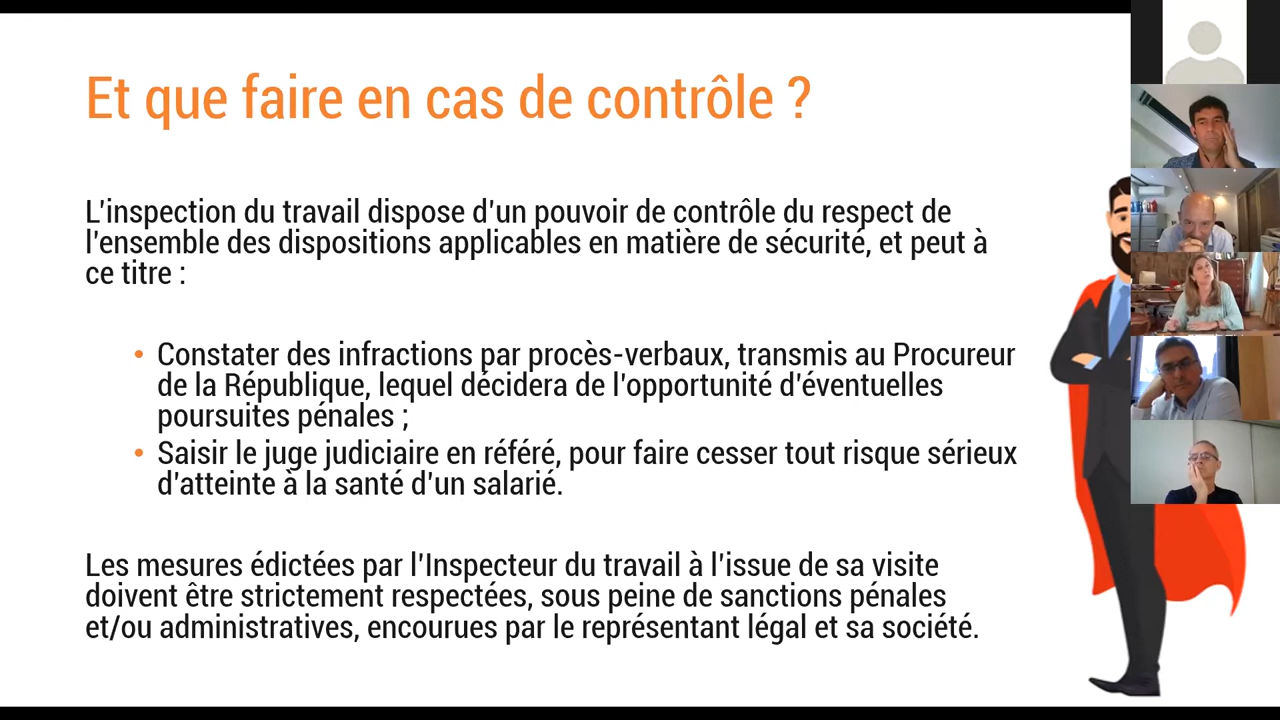 Et que faire en cas de contrôle ?
L'inspection du travail dispose d'un pouvoir de contrôle du respect de
l'ensemble des dispositions applicables en matière de sécurité, et peut à
ce titre :
• Constater des infractions par procès-verbaux, transmis au Procureur
de la République, lequel décidera de l'opportunité d'éventuelles
poursuites pénales ;
• Saisir le juge judiciaire en référé, pour faire cesser tout risque sérieux
d'atteinte à la santé d'un salarié.
Les mesures édictées par l'Inspecteur du travail à l'issue de sa visite
doivent être strictement respectées, sous peine de sanctions pénales
et/ou administratives, encourues par le représentant légal et sa société.